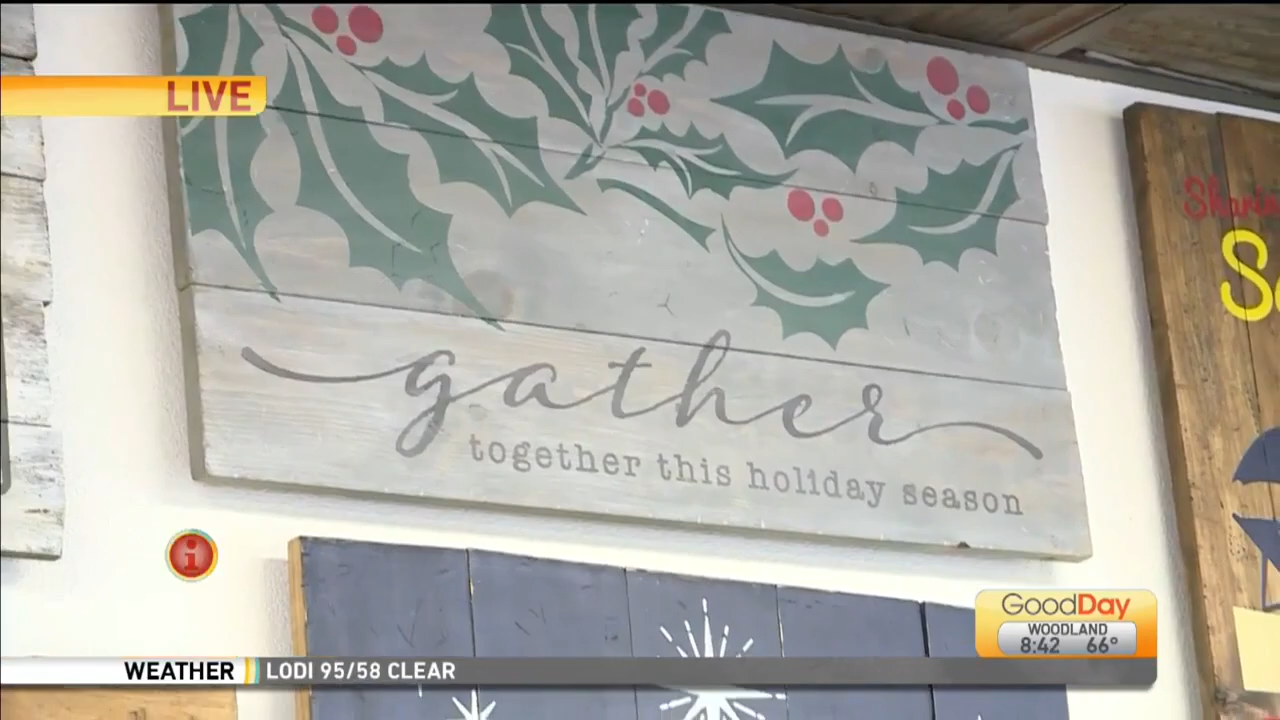 LIVE
gather
together this holiday season
GoodDay
WOODLAND
8:42 66°
WEATHER LODI 95/58 CLEAR